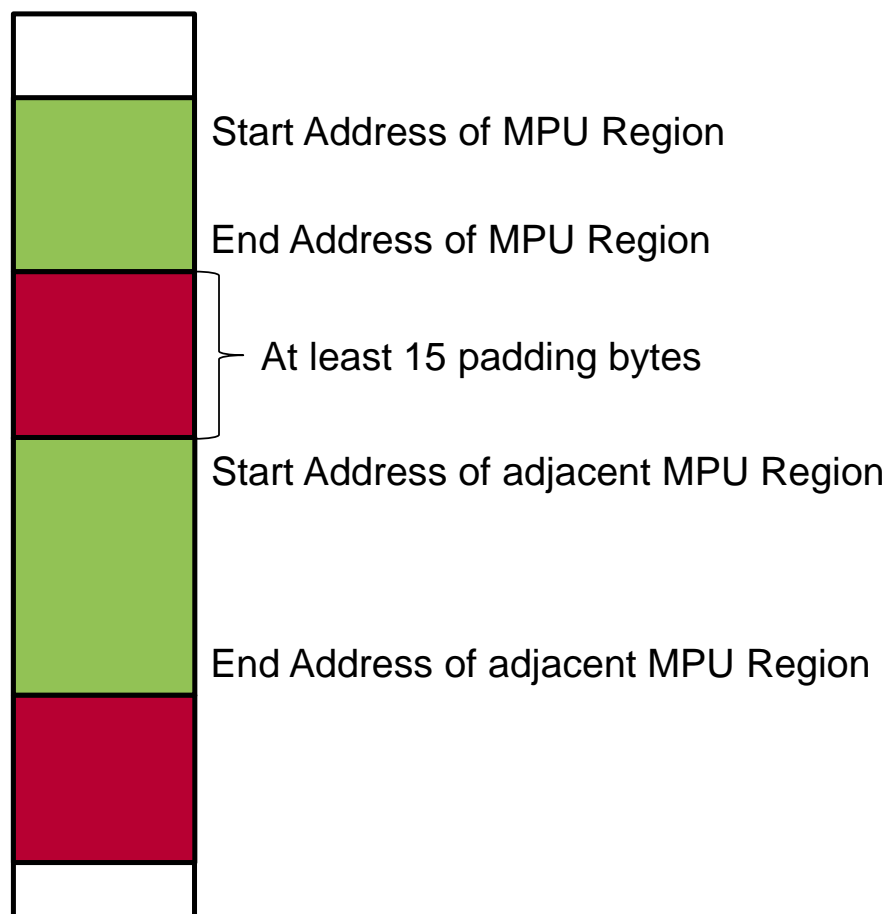 Start Address of MPU Region
End Address of MPU Region
At least 15 padding bytes
Start Address of adjacent MPU Region
End Address of adjacent MPU Region